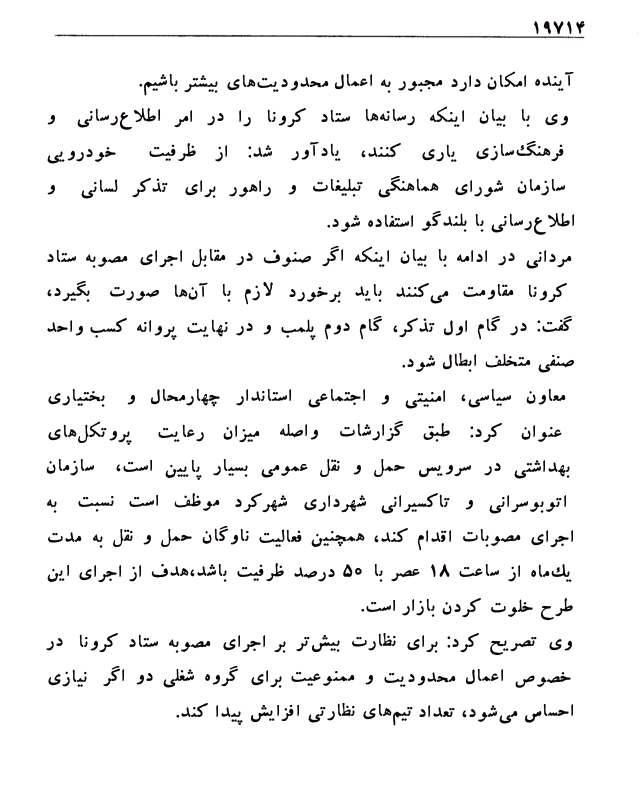 ۱۹۷۱۴
آینده امکان دارد مجبور به اعمال محدودیت‌های بیشتر باشیم.
وی با بیان اینکه رسانه‌ها ستاد کرونا را در امر اطلاع‌رسانی و
فرهنگ‌سازی یاری کنند، یادآور شد: از ظرفیت خودرویی
سازمان شورای هماهنگی تبلیغات و راهور برای تذکر لسانی و
اطلاع‌رسانی با بلندگو استفاده شود.
مردانی در ادامه با بیان اینکه اگر صنوف در مقابل اجرای مصوبه ستاد
کرونا مقاومت می‌کنند باید برخورد لازم با آن‌ها صورت بگیرد،
گفت: در گام اول تذکر، گام دوم پلمب و در نهایت پروانه کسب واحد
صنفی متخلف ابطال شود.
معاون سیاسی، امنیتی و اجتماعی استاندار چهارمحال و بختیاری
عنوان کرد: طبق گزارشات واصله میزان رعایت پروتکل‌های
بهداشتی در سرویس حمل و نقل عمومی بسیار پایین است، سازمان
اتوبوسرانی و تاکسیرانی شهرداری شهرکرد موظف است نسبت به
اجرای مصوبات اقدام کند، همچنین فعالیت ناوگان حمل و نقل به مدت
یک‌ماه از ساعت ۱۸ عصر با ۵۰ درصد ظرفیت باشد،هدف از اجرای این
طرح خلوت کردن بازار است.
وی تصریح کرد: برای نظارت بیش‌تر بر اجرای مصوبه ستاد کرونا در
خصوص اعمال محدودیت و ممنوعیت برای گروه شغلی دو اگر نیازی
احساس می‌شود، تعداد تیم‌های نظارتی افزایش پیدا کند.